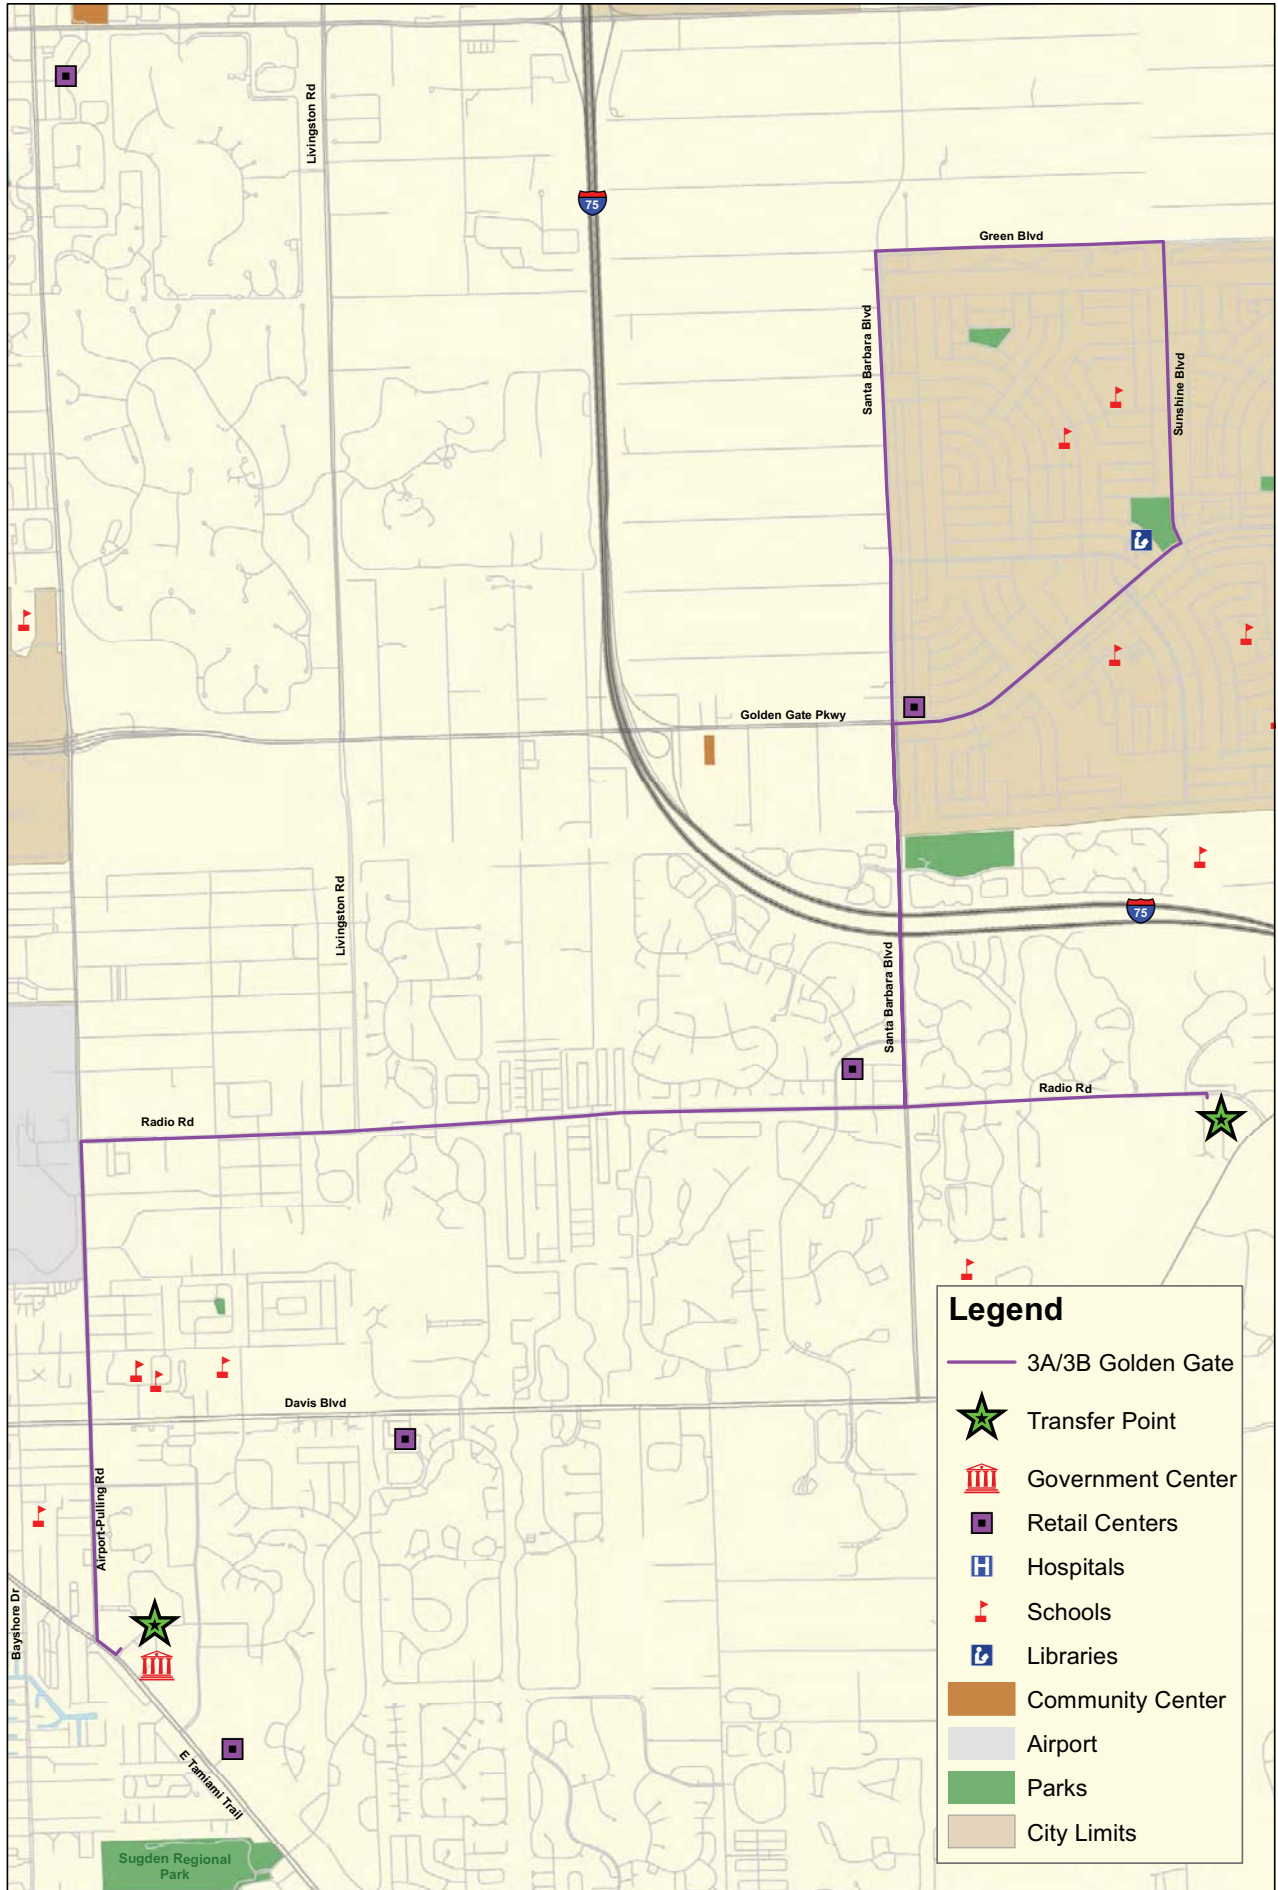 Livingston Rd
75
Green Blvd
Santa Barbara Blvd
Sunshine Blvd
Golden Gate Pkwy
Livingston Rd
75
Santa Barbara Blvd
Radio Rd
Radio Rd
Davis Blvd
Airport-Pulling Rd
Bayshore Dr
E Tamiami Trail
Sugden Regional
Park
Legend
3A/3B Golden Gate
Transfer Point
Government Center
Retail Centers
H Hospitals
Schools
Libraries
Community Center
Airport
Parks
City Limits